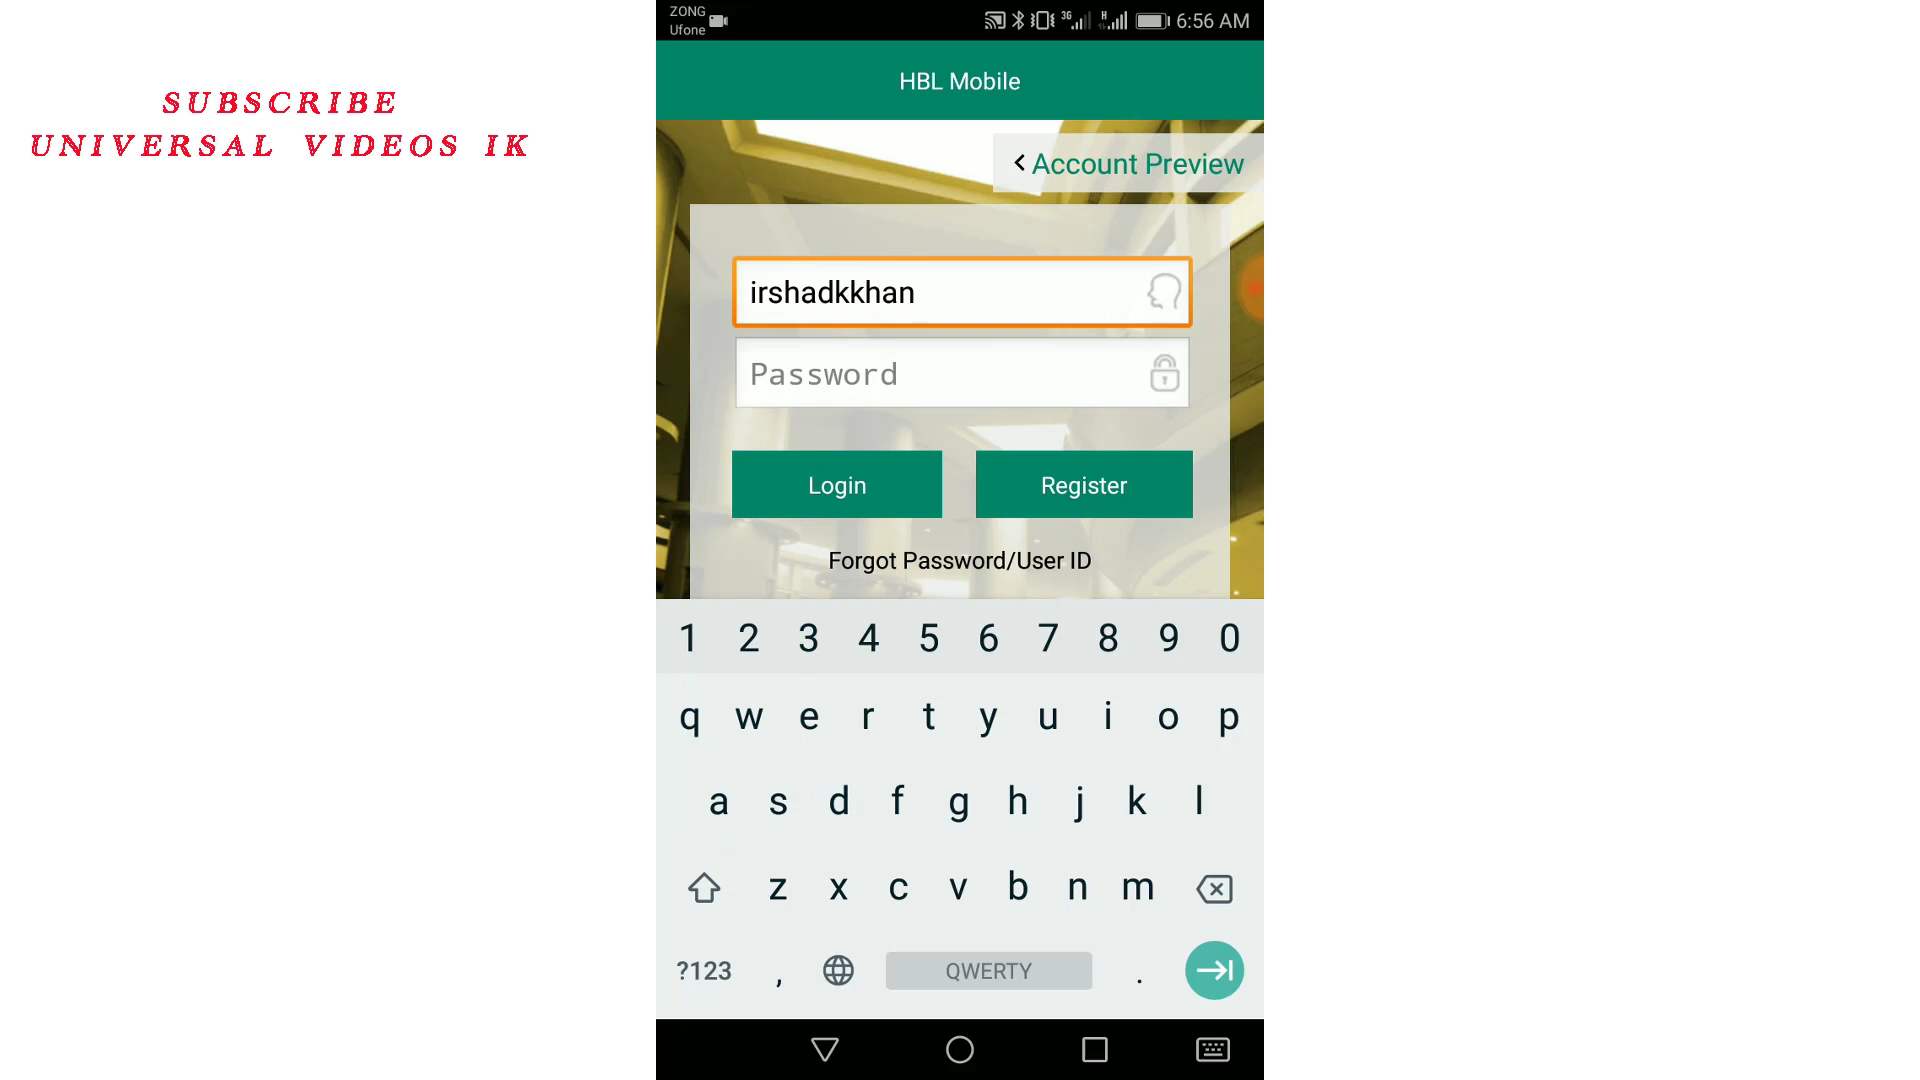 ZONG
Ufone
3G H 6:56 AM
HBL Mobile
SUBSCRIBE
UNIVERSAL VIDEOS IK
Account Preview
irshadkkhan
Password
Login Register
Forgot Password/User ID
1 2 3 4 5 6 7 8 9 0
q w e r t y u i o p
a s d f g h j k l
z x c v b n m
?123 , QWERTY .